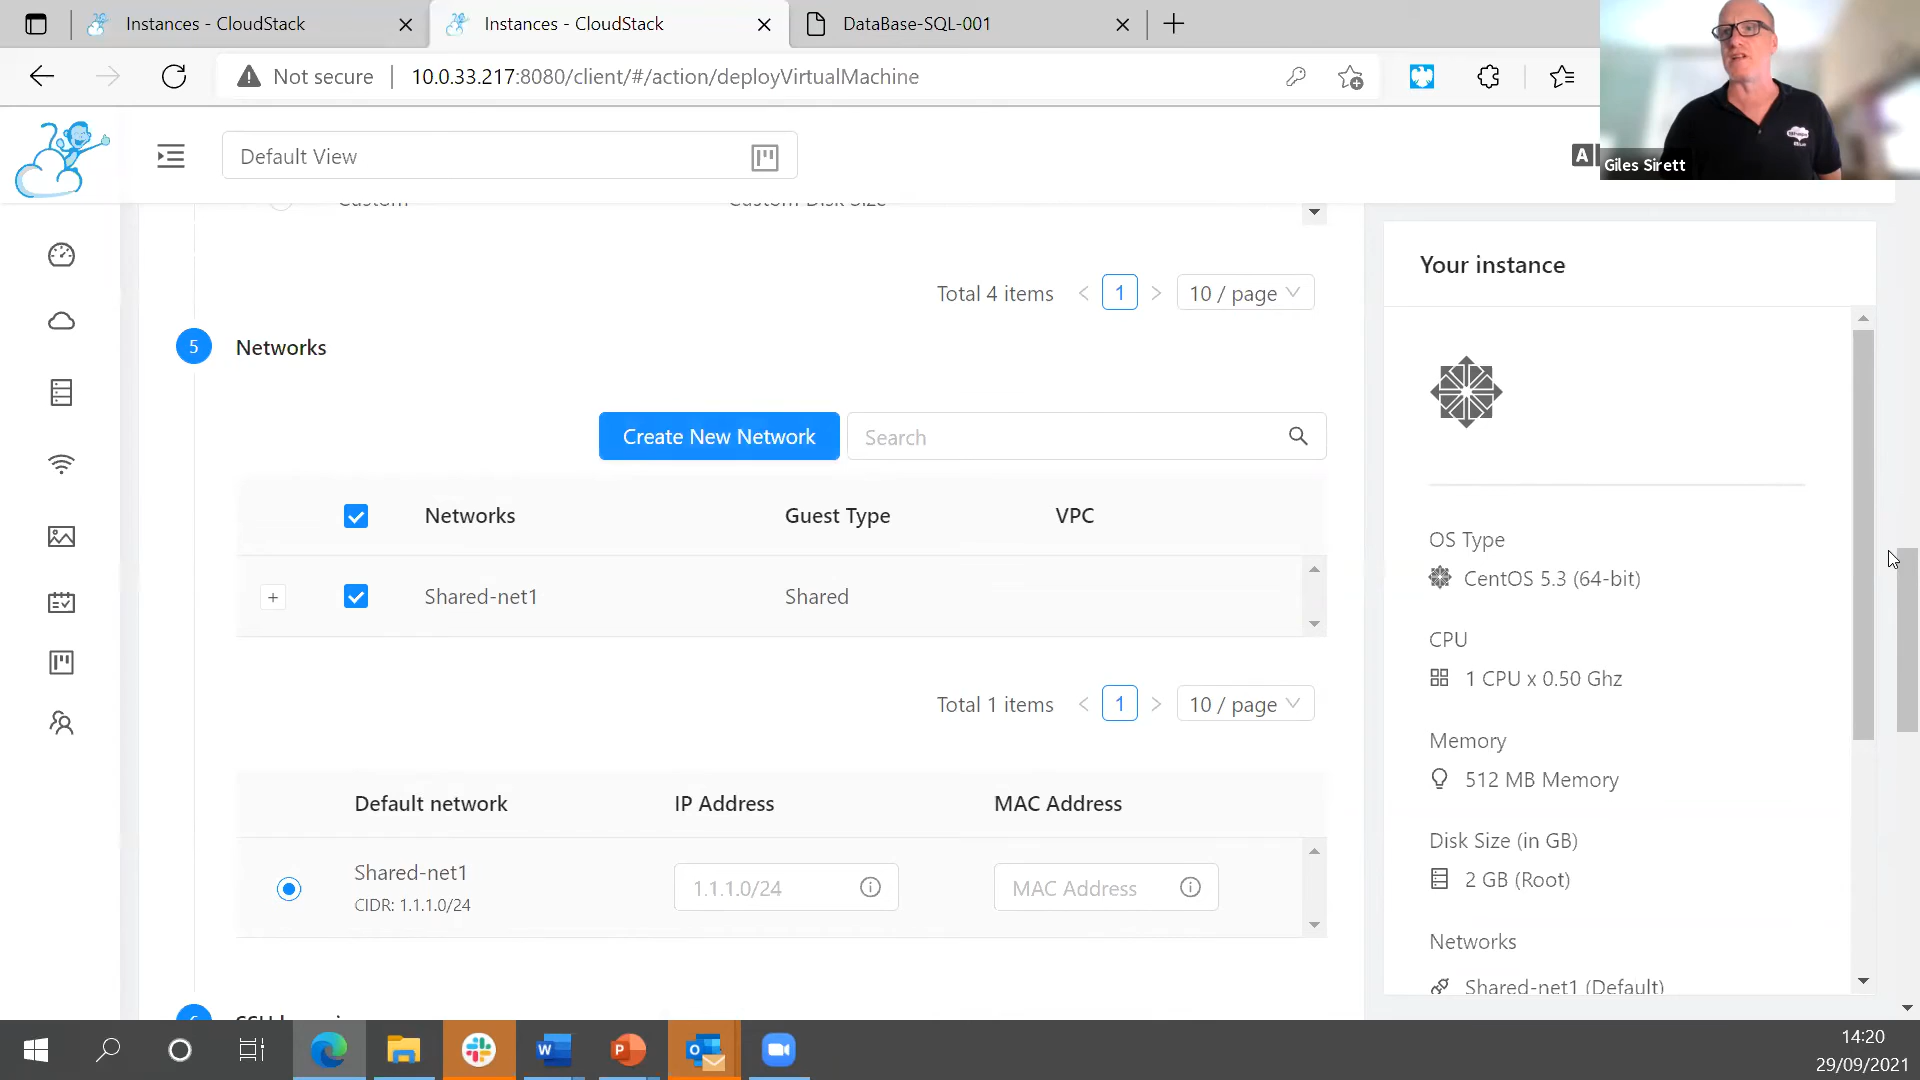 Instances - CloudStack
Instances - CloudStack
DataBase-SQL-001
Not secure
10.0.33.217:8080/client/#/action/deployVirtualMachine
Default View
A
Giles Sirett
Custom
Custom Disk Size
Total 4 items
1
10 / page
5
Networks
Create New Network
Search
Networks
Guest Type
VPC
+
Shared-net1
Shared
Total 1 items
1
10 / page
Default network
IP Address
MAC Address
Shared-net1
CIDR: 1.1.1.0/24
1.1.1.0/24
MAC Address
Your instance
OS Type
CentOS 5.3 (64-bit)
CPU
1 CPU x 0.50 Ghz
Memory
512 MB Memory
Disk Size (in GB)
2 GB (Root)
Networks
Shared-net1 (Default)
14:20
29/09/2021